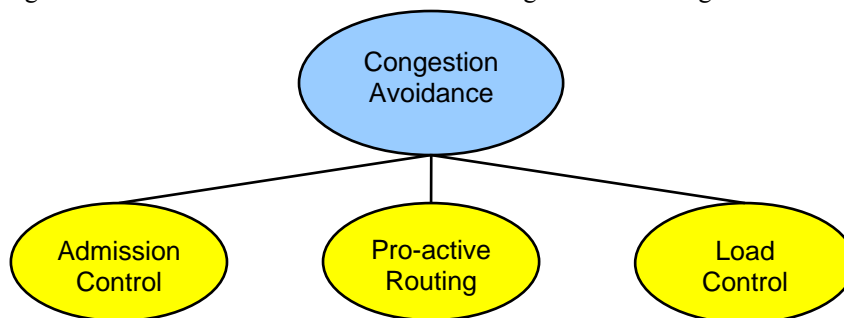 Congestion
Avoidance
Admission
Control
Pro-active
Routing
Load
Control